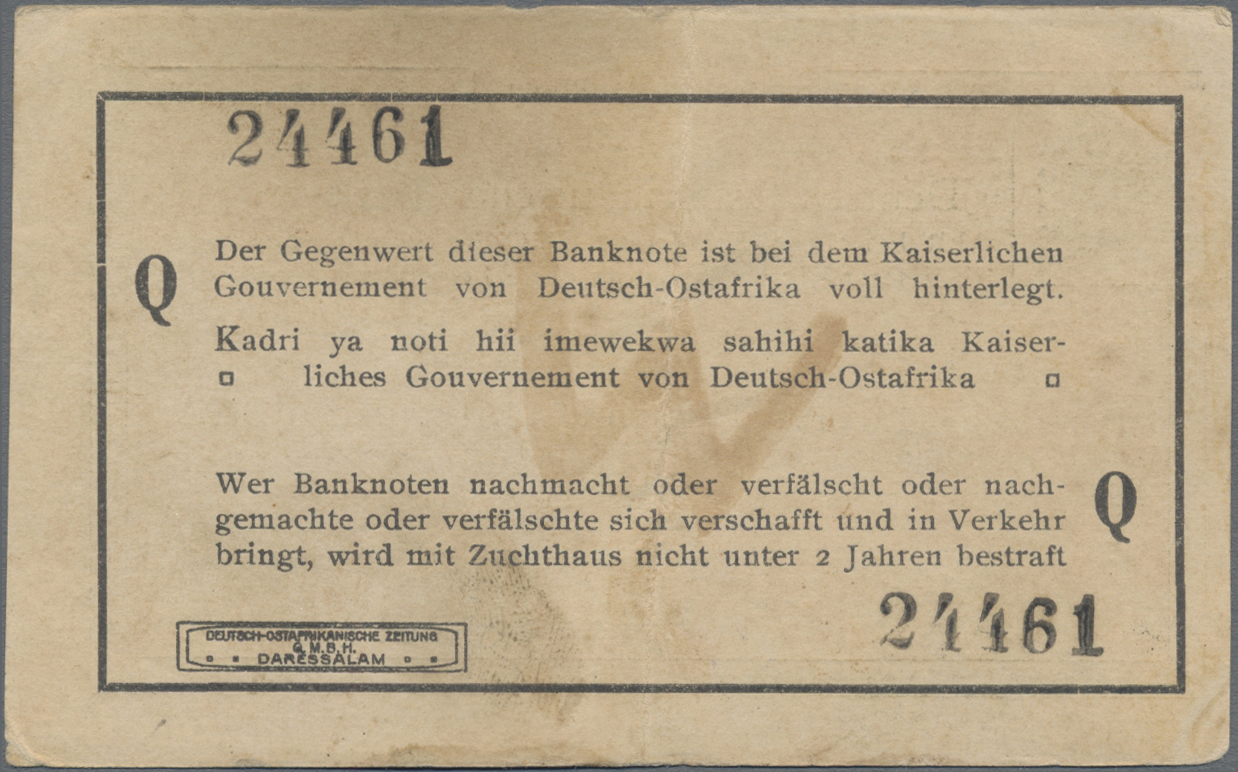 24461
Q
Der Gegenwert dieser Banknote ist bei dem Kaiserlichen
Gouvernement von Deutsch-Ostafrika voll hinterlegt.
Kadri ya noti hii imewekwa sahihi katika Kaiser-
liches Gouvernement von Deutsch-Ostafrika
Wer Banknoten nachmacht oder verfälscht oder nach-
gemachte oder verfälschte sich verschafft und in Verkehr
bringt, wird mit Zuchthaus nicht unter 2 Jahren bestraft
Q
24461
DEUTSCH-OSTAFRIKANISCHE ZEITUNG
G.M.B.H.
DARESSALAM